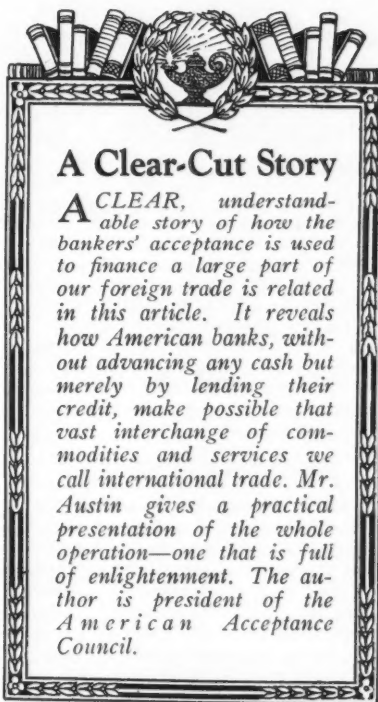 A Clear-Cut Story
A CLEAR, understand-
able story of how the
bankers' acceptance is used
to finance a large part of
our foreign trade is related
in this article. It reveals
how American banks, with-
out advancing any cash but
merely by lending their
credit, make possible that
vast interchange of com-
modities and services we
call international trade. Mr.
Austin gives a practical
presentation of the whole
operation—one that is full
of enlightenment. The au-
thor is president of the
American Acceptance
Council.